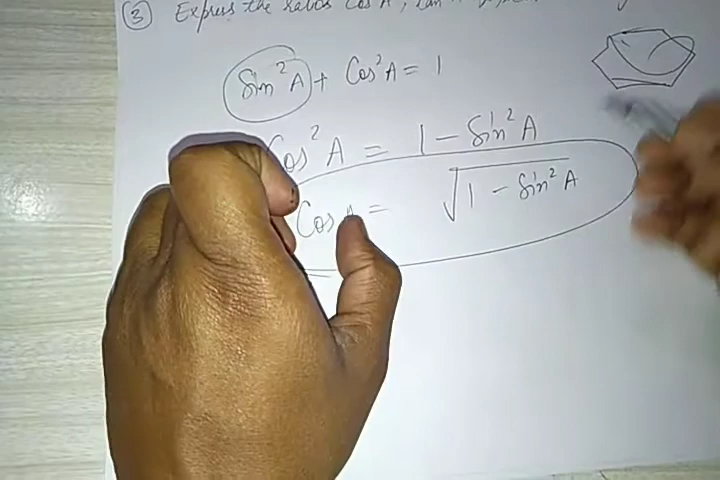 ③ Express the ratios Cos A,
Sin²A + Cos²A = 1
Cos²A = 1 - Sin²A
Cos A = √1 - Sin²A